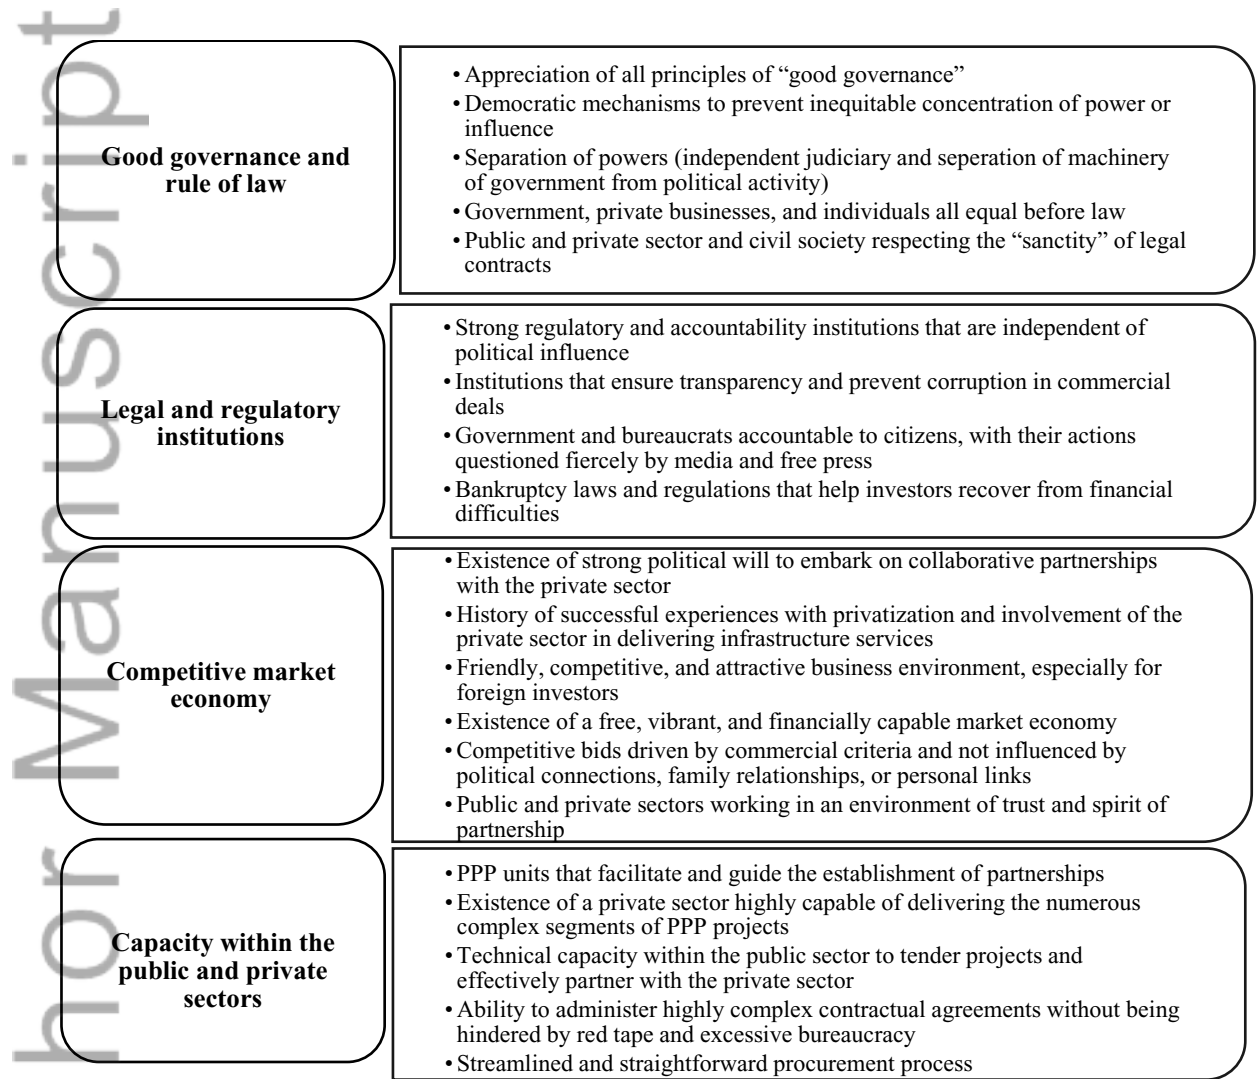 Good governance and
rule of law
• Appreciation of all principles of “good governance”
• Democratic mechanisms to prevent inequitable concentration of power or
influence
• Separation of powers (independent judiciary and seperation of machinery
of government from political activity)
• Government, private businesses, and individuals all equal before law
• Public and private sector and civil society respecting the “sanctity” of legal
contracts
Legal and regulatory
institutions
• Strong regulatory and accountability institutions that are independent of
political influence
• Institutions that ensure transparency and prevent corruption in commercial
deals
• Government and bureaucrats accountable to citizens, with their actions
questioned fiercely by media and free press
• Bankruptcy laws and regulations that help investors recover from financial
difficulties
Competitive market
economy
• Existence of strong political will to embark on collaborative partnerships
with the private sector
• History of successful experiences with privatization and involvement of the
private sector in delivering infrastructure services
• Friendly, competitive, and attractive business environment, especially for
foreign investors
• Existence of a free, vibrant, and financially capable market economy
• Competitive bids driven by commercial criteria and not influenced by
political connections, family relationships, or personal links
• Public and private sectors working in an environment of trust and spirit of
partnership
Capacity within the
public and private
sectors
• PPP units that facilitate and guide the establishment of partnerships
• Existence of a private sector highly capable of delivering the numerous
complex segments of PPP projects
• Technical capacity within the public sector to tender projects and
effectively partner with the private sector
• Ability to administer highly complex contractual agreements without being
hindered by red tape and excessive bureaucracy
• Streamlined and straightforward procurement process
hor Manuscript